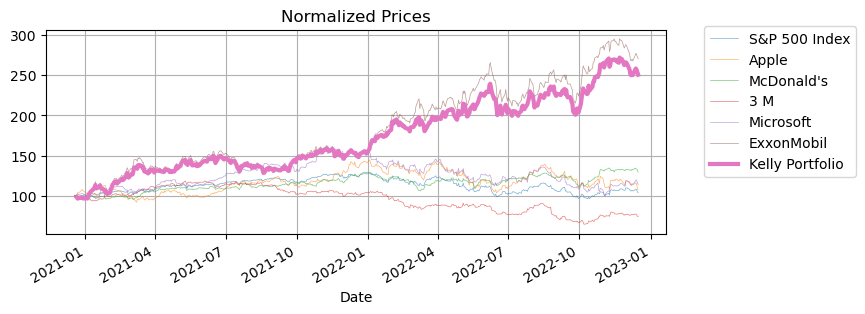 Normalized Prices
300
250
200
150
100
2021-01
2021-04
2021-07
2021-10
2022-01
2022-04
2022-07
2022-10
2023-01
Date
S&P 500 Index
Apple
McDonald's
3 M
Microsoft
ExxonMobil
Kelly Portfolio